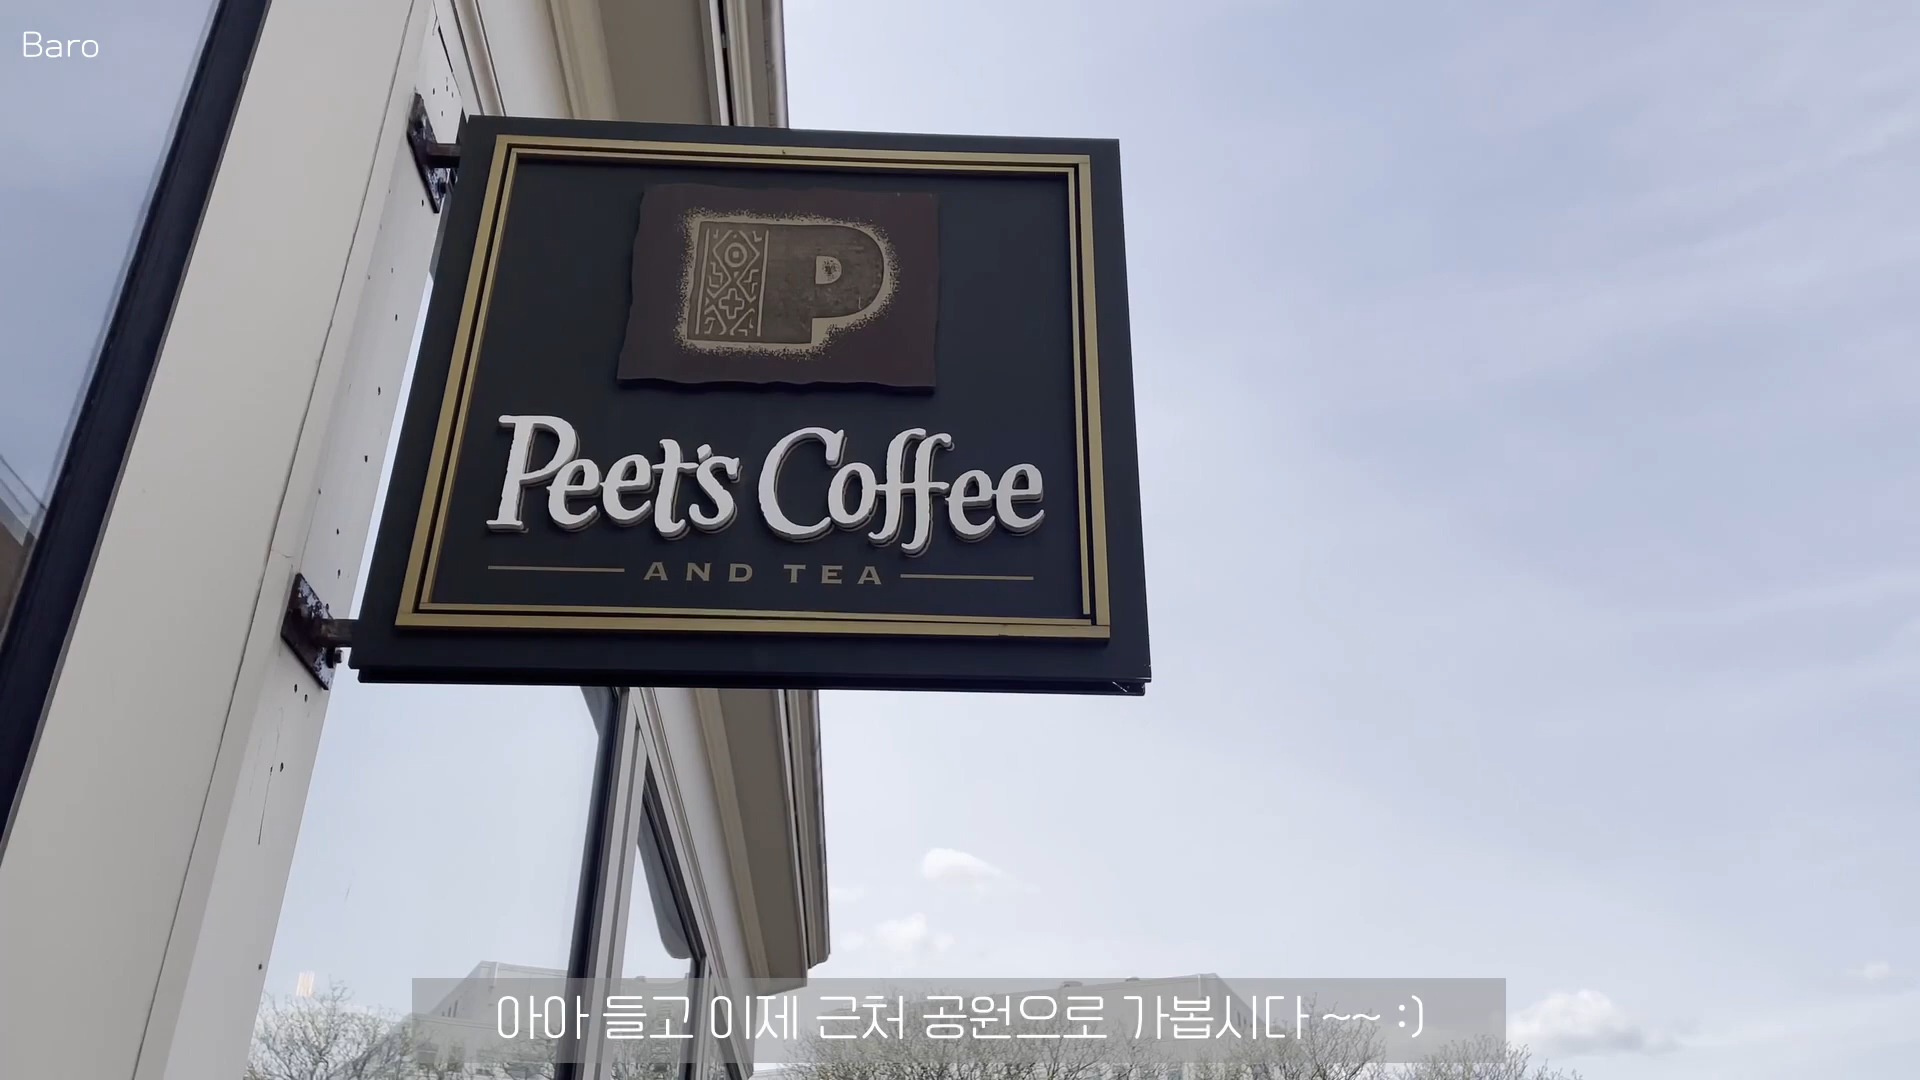 Baro
P
Peet's Coffee
AND TEA
아아 들고 이제 근처 공원으로 가봅시다 ~~ :)